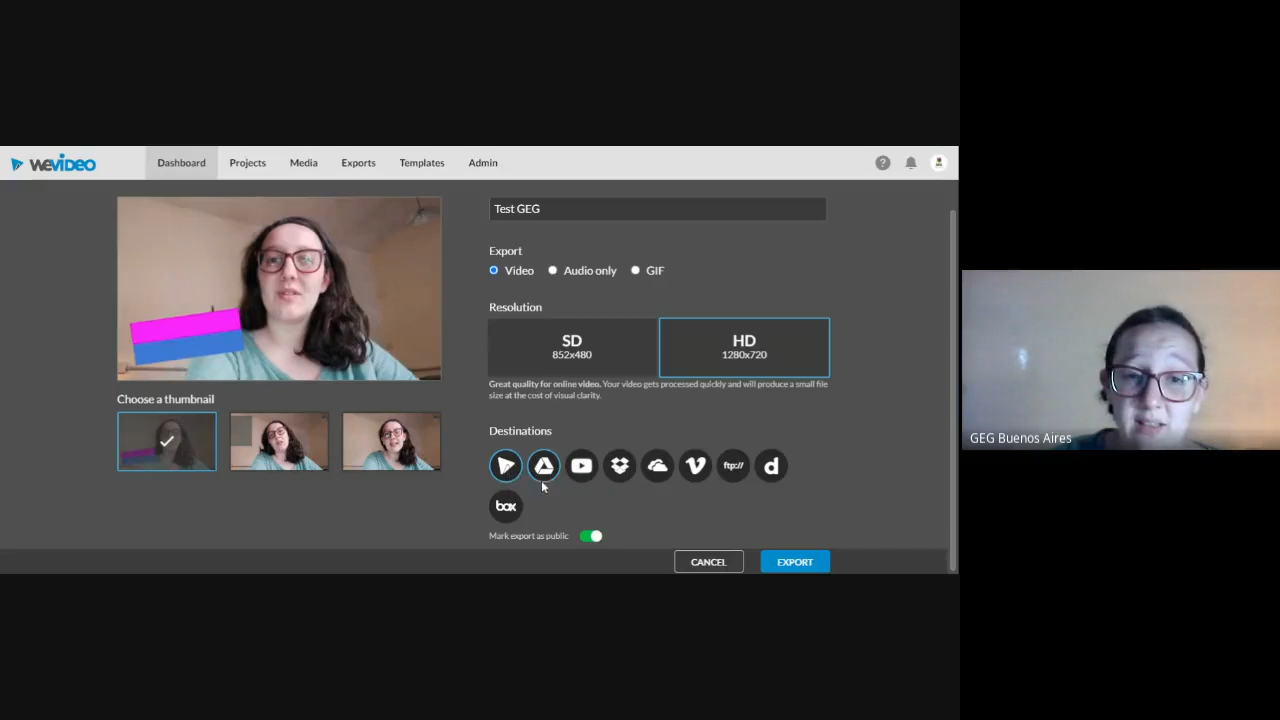 WEVIDEO
Dashboard Projects Media Exports Templates Admin
?
Test GEG
Export
Video Audio only GIF
Resolution
SD
852x480
HD
1280x720
Great quality for online video. Your video gets processed quickly and will produce a small file
size at the cost of visual clarity.
Choose a thumbnail
Destinations
ftp://
d
box
Mark export as public
CANCEL EXPORT
GEG Buenos Aires